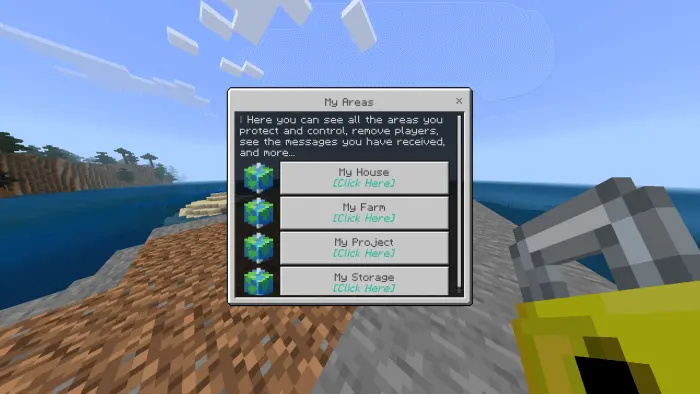 My Areas
Here you can see all the areas you
protect and control, remove players,
see the messages you have received,
and more...
My House
[Click Here]
My Farm
[Click Here]
My Project
[Click Here]
My Storage
[Click Here]